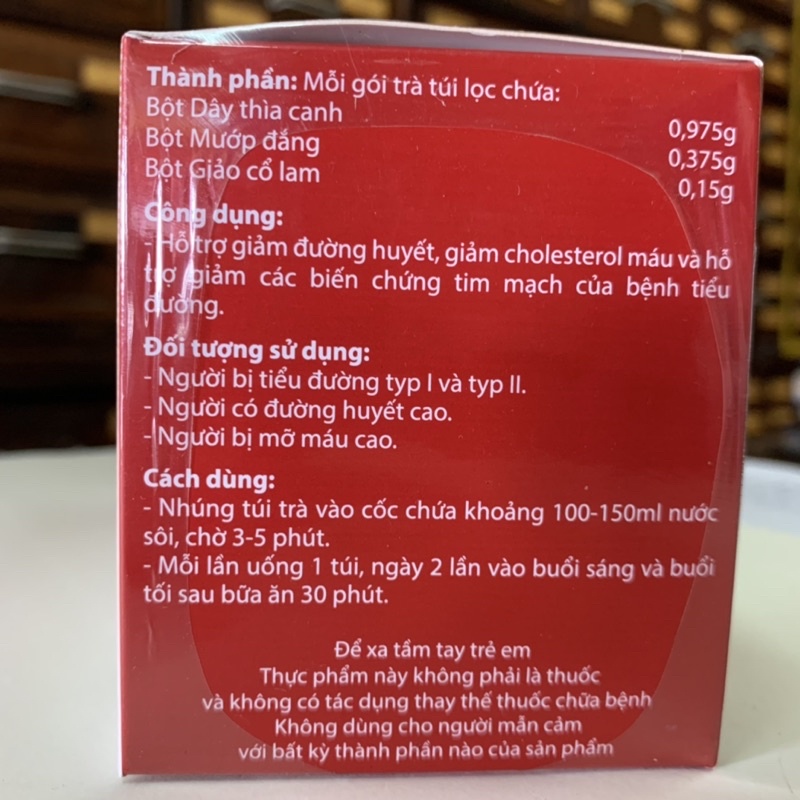 Thành phần: Mỗi gói trà túi lọc chứa:
Bột Dây thìa canh 0,975g
Bột Mướp đắng 0,375g
Bột Giảo cổ lam 0,15g
Công dụng:
- Hỗ trợ giảm đường huyết, giảm cholesterol máu và hỗ
trợ giảm các biến chứng tim mạch của bệnh tiểu
đường.
Đối tượng sử dụng:
- Người bị tiểu đường typ I và typ II.
- Người có đường huyết cao.
- Người bị mỡ máu cao.
Cách dùng:
- Nhúng túi trà vào cốc chứa khoảng 100-150ml nước
sôi, chờ 3-5 phút.
- Mỗi lần uống 1 túi, ngày 2 lần vào buổi sáng và buổi
tối sau bữa ăn 30 phút.
Để xa tầm tay trẻ em
Thực phẩm này không phải là thuốc
và không có tác dụng thay thế thuốc chữa bệnh
Không dùng cho người mẫn cảm
với bất kỳ thành phần nào của sản phẩm